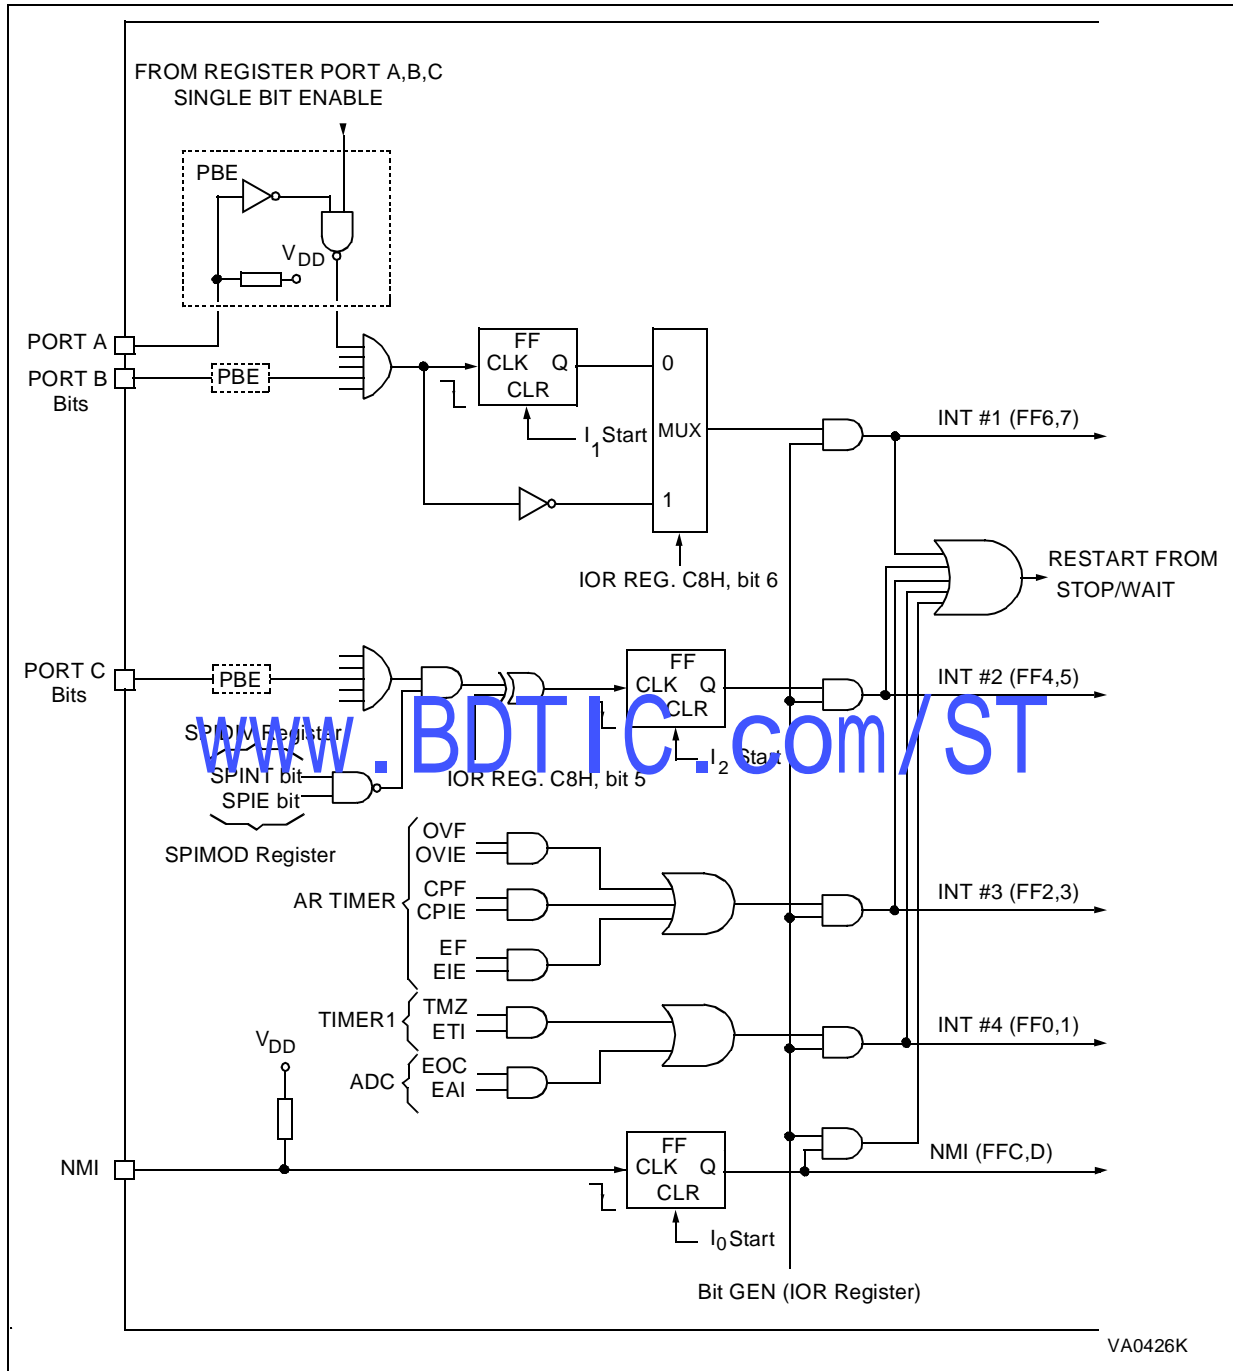 FROM REGISTER PORT A,B,C
SINGLE BIT ENABLE
PBE
VDD
PORT A
PORT B
Bits
PBE
FF
CLK Q
CLR
I1 Start
0
MUX
1
IOR REG. C8H, bit 6
INT #1 (FF6,7)
RESTART FROM
STOP/WAIT
PORT C
Bits
PBE
FF
CLK Q
CLR
I2 Start
INT #2 (FF4,5)
www.BDTIC.com/ST
SPIDIV Register
SPINT bit
SPIE bit
SPIMOD Register
IOR REG. C8H, bit 5
AR TIMER
OVF
OVIE
CPF
CPIE
EF
EIE
INT #3 (FF2,3)
TIMER1
TMZ
ETI
INT #4 (FF0,1)
ADC
EOC
EAI
VDD
NMI
FF
CLK Q
CLR
I0 Start
NMI (FFC,D)
Bit GEN (IOR Register)
VA0426K